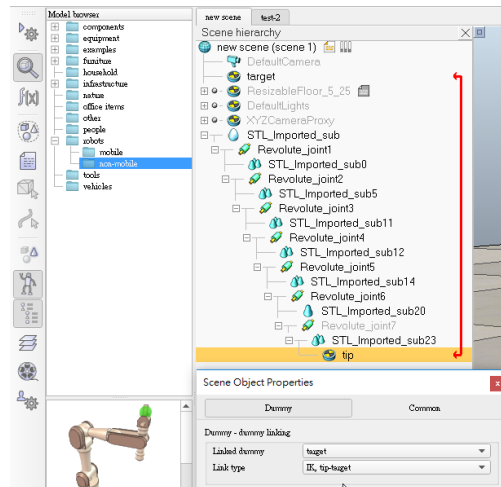 Model browser
components
equipment
examples
furniture
household
infrastructure
nature
office items
other
people
robots
mobile
non-mobile
tools
vehicles
new scene
test-2
Scene hierarchy
new scene (scene 1)
DefaultCamera
target
ResizableFloor_5_25
DefaultLights
XYZCameraProxy
STL_Imported_sub
Revolute_joint1
STL_Imported_sub0
Revolute_joint2
STL_Imported_sub5
Revolute_joint3
STL_Imported_sub11
Revolute_joint4
STL_Imported_sub12
Revolute_joint5
STL_Imported_sub14
Revolute_joint6
STL_Imported_sub20
Revolute_joint7
STL_Imported_sub23
tip
Scene Object Properties
x
Dummy
Common
Dummy - dummy linking
Linked dummy
target
Link type
IK, tip-target
f(x)